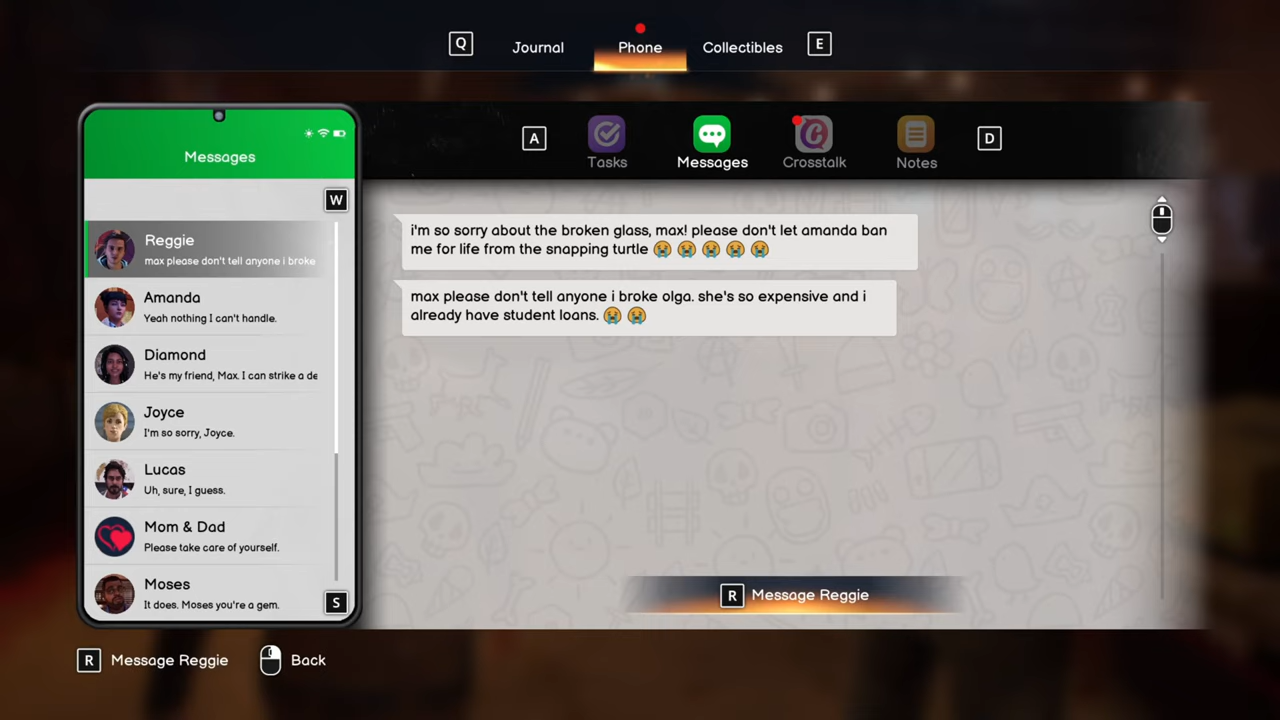 Q
Journal
Phone
Collectibles
E
A
Tasks
Messages
Crosstalk
Notes
D
Messages
W
Reggie
max please don't tell anyone i broke
Amanda
Yeah nothing I can't handle.
Diamond
He's my friend, Max. I can strike a de
Joyce
I'm so sorry, Joyce.
Lucas
Uh, sure, I guess.
Mom & Dad
Please take care of yourself.
Moses
It does. Moses you're a gem.
S
i'm so sorry about the broken glass, max! please don't let amanda ban
me for life from the snapping turtle 😭 😭 😭 😭 😭
max please don't tell anyone i broke olga. she's so expensive and i
already have student loans. 😭 😭
R Message Reggie
R Message Reggie
Back